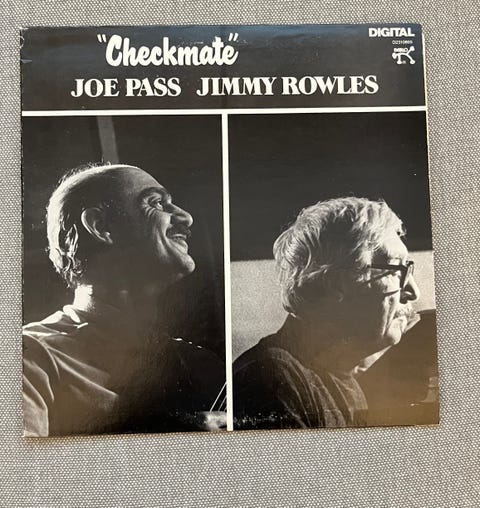 "Checkmate"
DIGITAL
JOE PASS JIMMY ROWLES